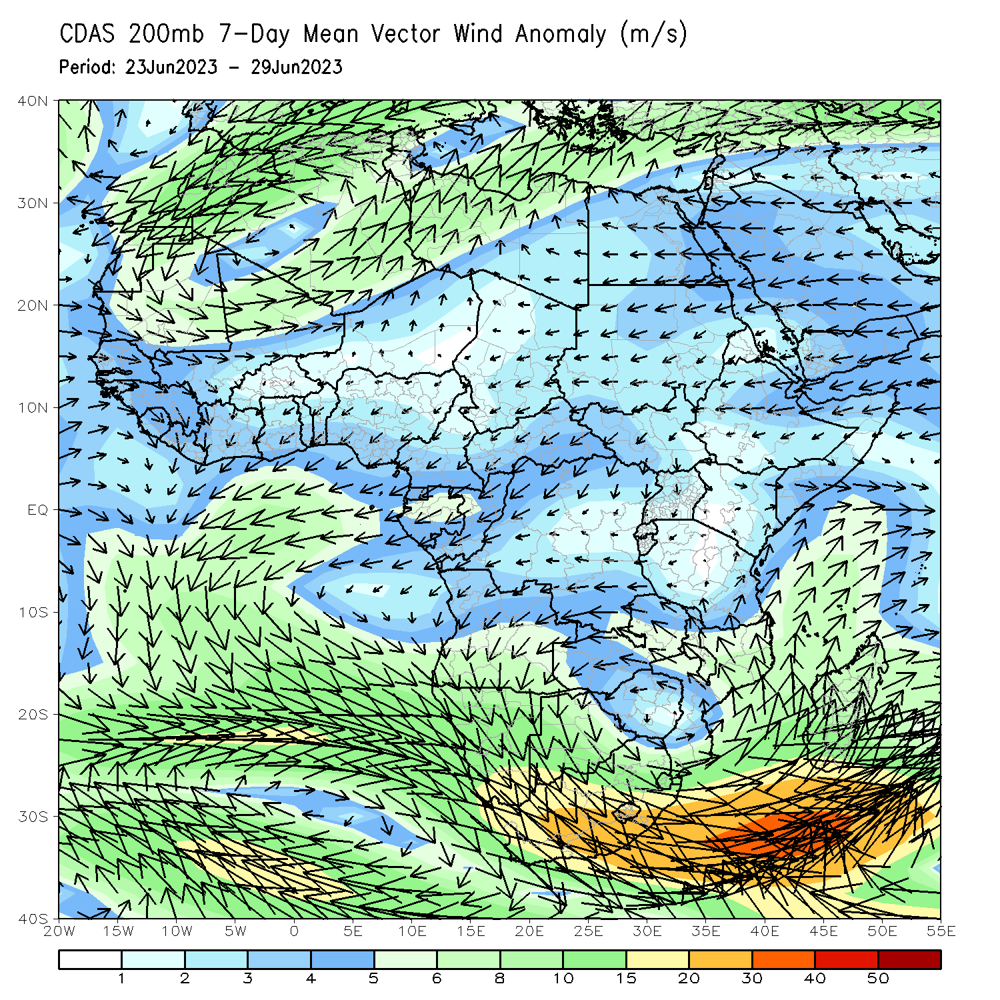 CDAS 200mb 7-Day Mean Vector Wind Anomaly (m/s)
Period: 23Jun2023 - 29Jun2023
40N
30N
20N
10N
EQ
10S
20S
30S
40S
20W 15W 10W 5W 0 5E 10E 15E 20E 25E 30E 35E 40E 45E 50E 55E
1 2 3 4 5 6 8 10 15 20 30 40 50